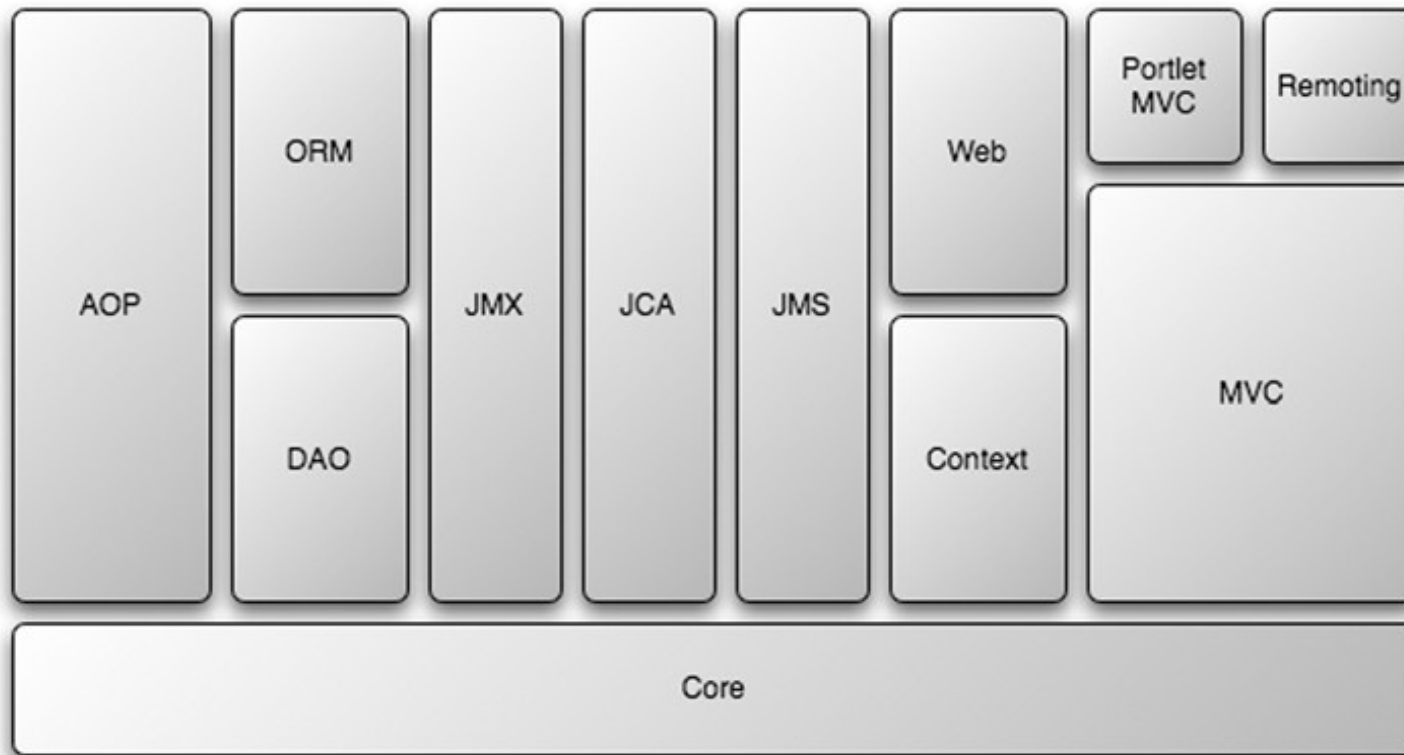 Portlet
MVC
Remoting
ORM
Web
AOP
JMX
JCA
JMS
MVC
DAO
Context
Core